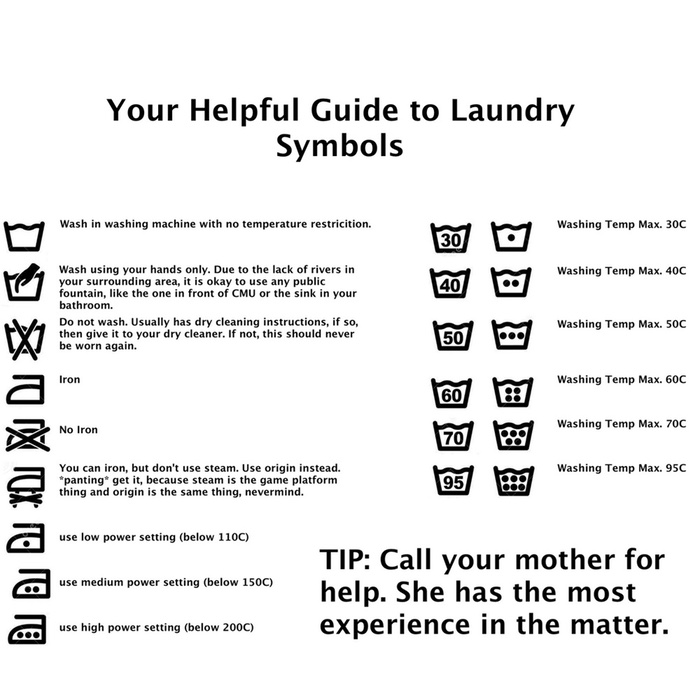 Your Helpful Guide to Laundry
Symbols
Wash in washing machine with no temperature restricition.
Wash using your hands only. Due to the lack of rivers in
your surrounding area, it is okay to use any public
fountain, like the one in front of CMU or the sink in your
bathroom.
Do not wash. Usually has dry cleaning instructions, if so,
then give it to your dry cleaner. If not, this should never
be worn again.
Iron
No Iron
You can iron, but don't use steam. Use origin instead.
*panting* get it, because steam is the game platform
thing and origin is the same thing, nevermind.
use low power setting (below 110C)
use medium power setting (below 150C)
use high power setting (below 200C)
30 Washing Temp Max. 30C
40 Washing Temp Max. 40C
50 Washing Temp Max. 50C
60 Washing Temp Max. 60C
70 Washing Temp Max. 70C
95 Washing Temp Max. 95C
TIP: Call your mother for
help. She has the most
experience in the matter.